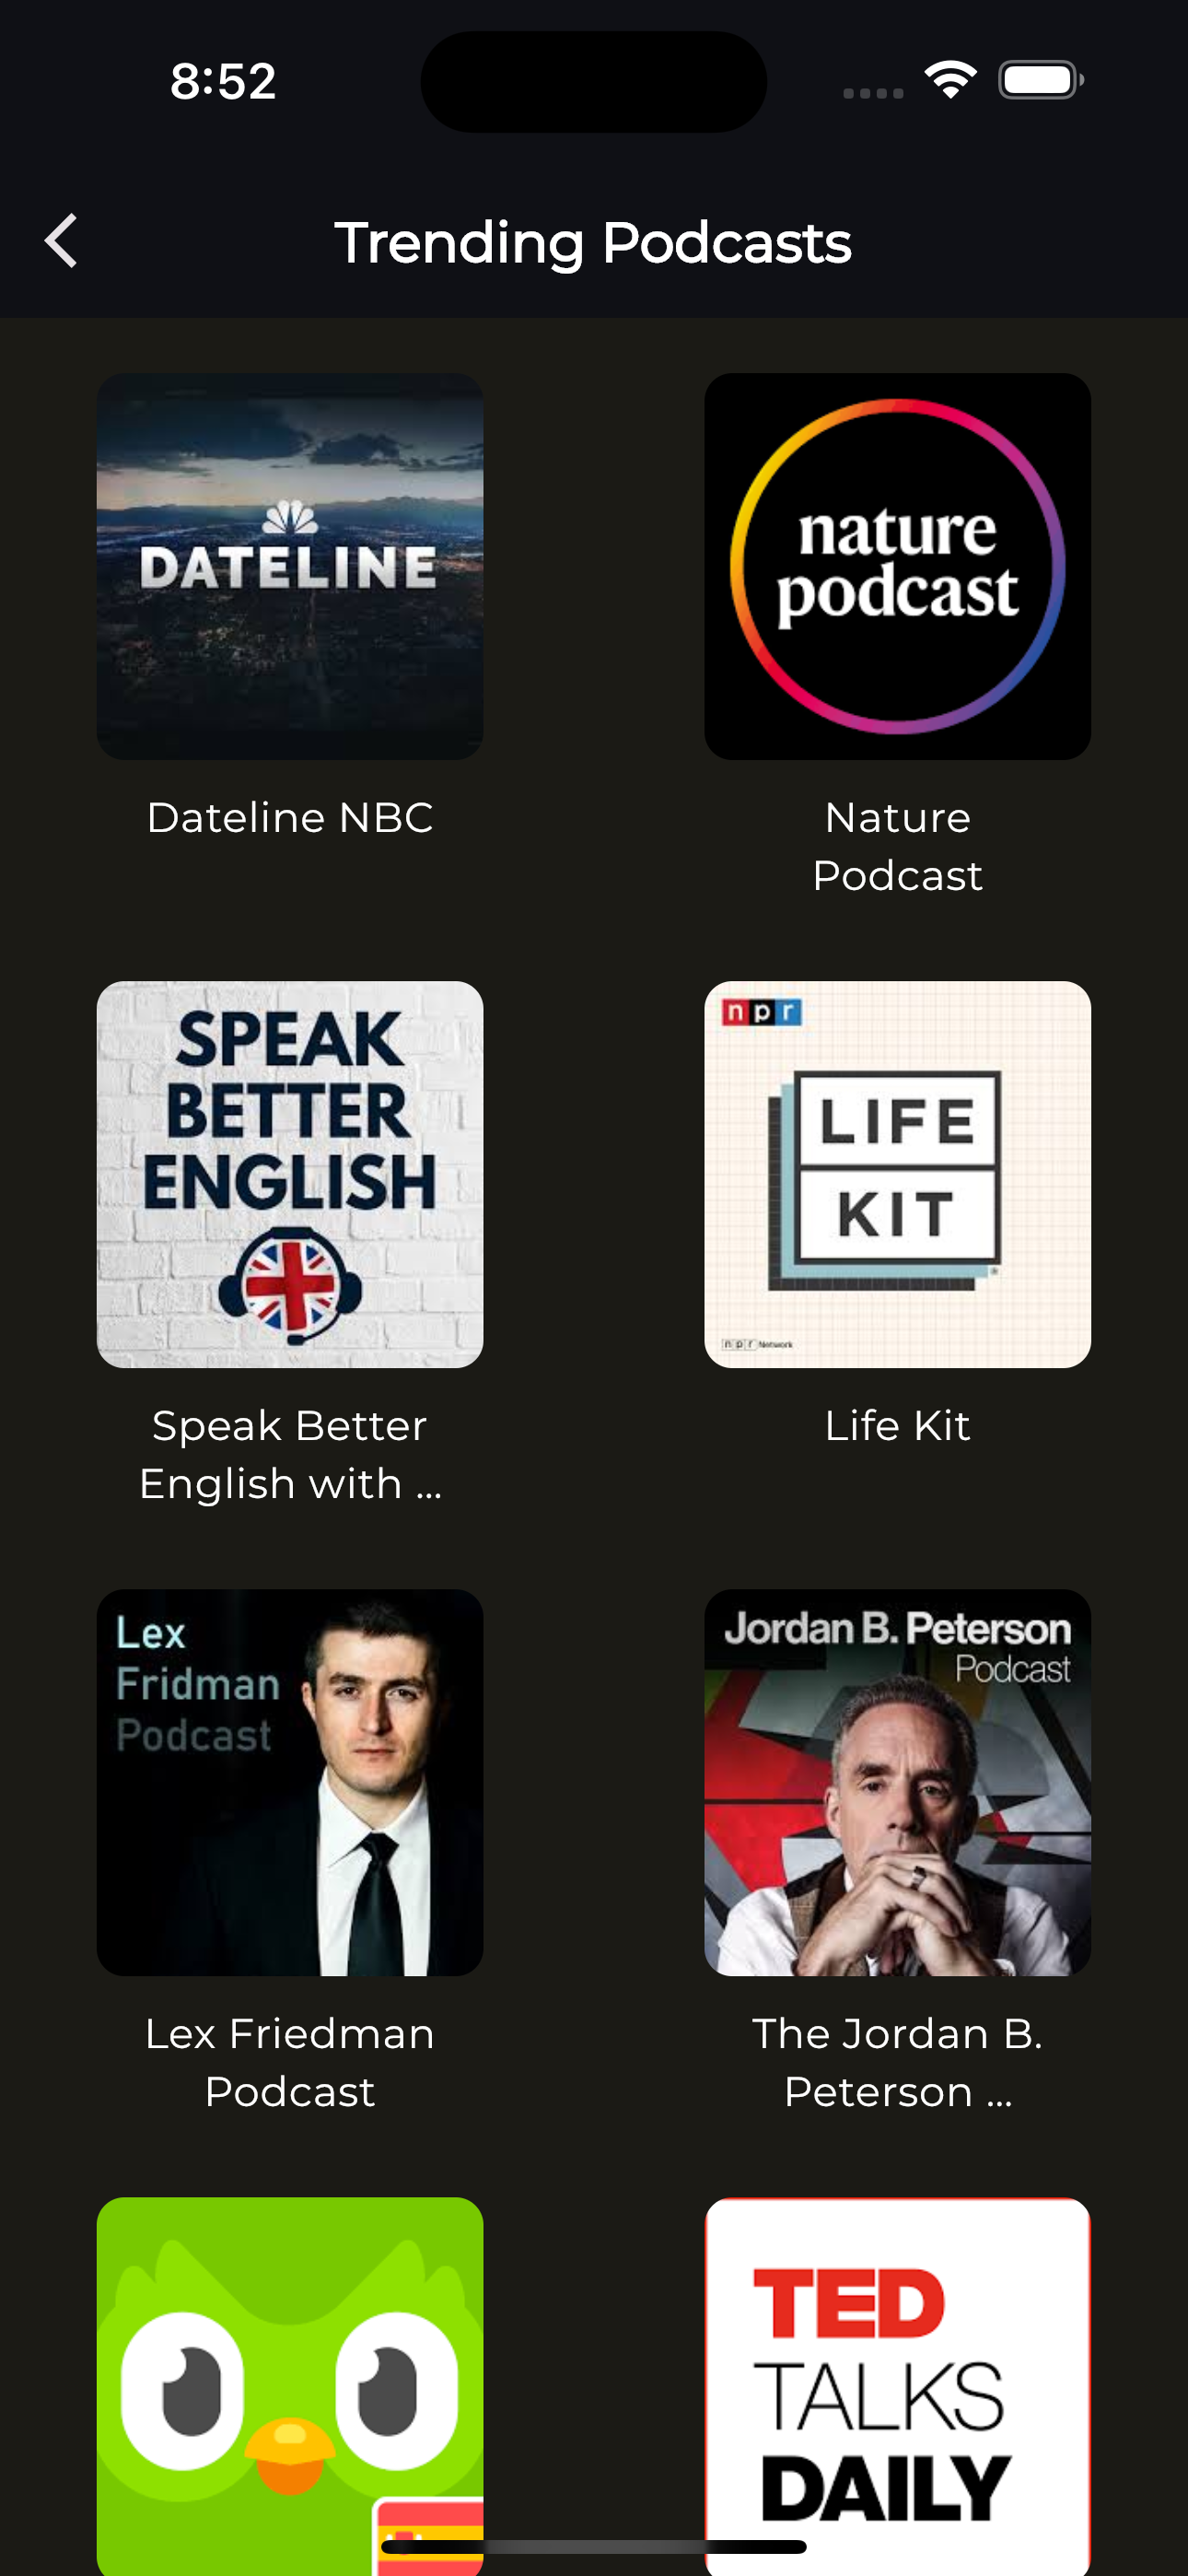 8:52
Trending Podcasts
DATELINE
nature
podcast
Dateline NBC
Nature
Podcast
SPEAK
BETTER
ENGLISH
npr
LIFE
KIT
npr Network
Speak Better
English with ...
Life Kit
Lex
Fridman
Podcast
Jordan B. Peterson
Podcast
Lex Friedman
Podcast
The Jordan B.
Peterson ...
TED
TALKS
DAILY